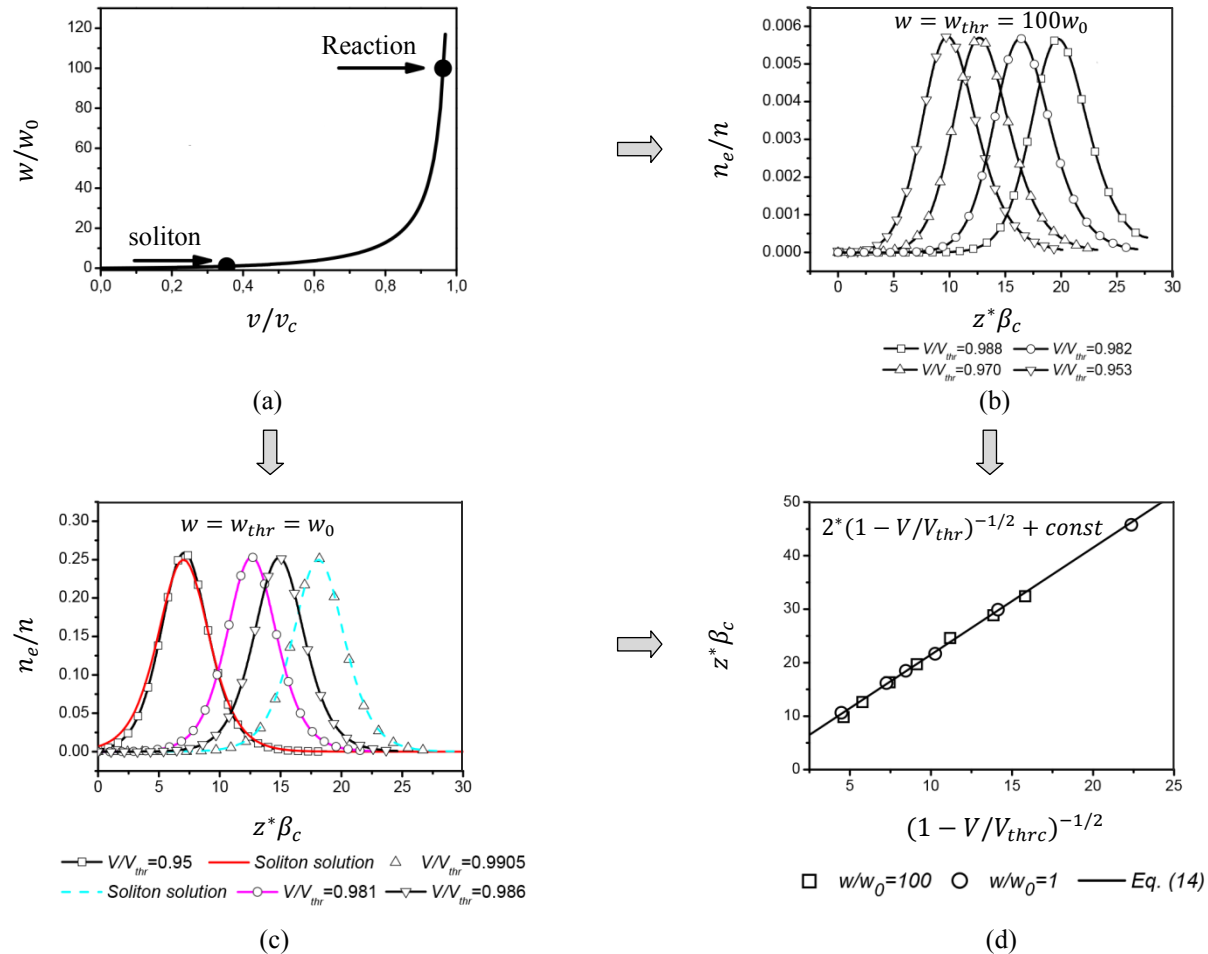 120
100
80
60
40
20
0
w/w₀
Reaction
soliton
0,0 0,2 0,4 0,6 0,8 1,0
v/v_c
(a)
w = w_thr = 100w₀
0.006
0.005
0.004
0.003
0.002
0.001
0.000
n_e/n
0 5 10 15 20 25 30
z*β_c
V/V_thr=0.988 V/V_thr=0.982
V/V_thr=0.970 V/V_thr=0.953
(b)
w = w_thr = w₀
0.30
0.25
0.20
0.15
0.10
0.05
0.00
n_e/n
0 5 10 15 20 25 30
z*β_c
V/V_thr=0.95 Soliton solution V/V_thr=0.9905
Soliton solution V/V_thr=0.981 V/V_thr=0.986
(c)
2*(1 − V/V_thr)^{−1/2} + const
50
40
30
20
10
0
z*β_c
5 10 15 20 25
(1 − V/V_thrc)^{−1/2}
w/w₀=100 w/w₀=1 Eq. (14)
(d)